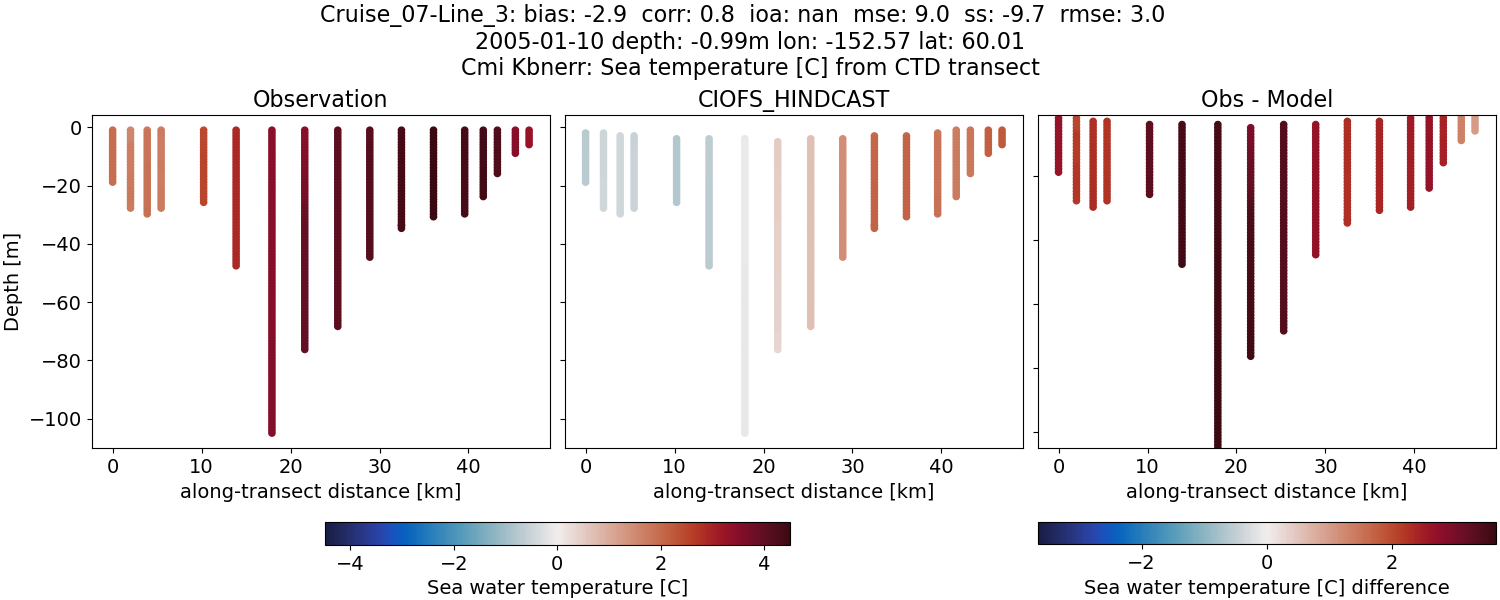 Cruise_07-Line_3: bias: -2.9  corr: 0.8  ioa: nan  mse: 9.0  ss: -9.7  rmse: 3.0
2005-01-10 depth: -0.99m lon: -152.57 lat: 60.01
Cmi Kbnerr: Sea temperature [C] from CTD transect
Observation
CIOFS_HINDCAST
Obs - Model
Depth [m]
0
−20
−40
−60
−80
−100
0 10 20 30 40
0 10 20 30 40
0 10 20 30 40
along-transect distance [km]
along-transect distance [km]
along-transect distance [km]
−4 −2 0 2 4
−2 0 2
Sea water temperature [C]
Sea water temperature [C] difference